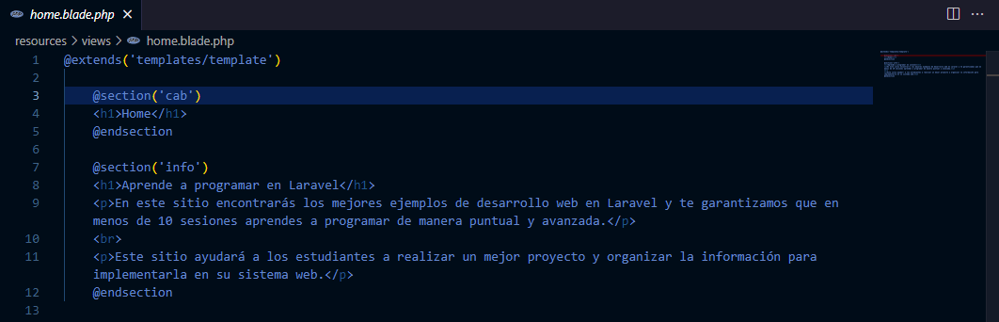 home.blade.php
resources > views > home.blade.php
1 @extends('templates/template')
2
3 @section('cab')
4 <h1>Home</h1>
5 @endsection
6
7 @section('info')
8 <h1>Aprende a programar en Laravel</h1>
9 <p>En este sitio encontrarás los mejores ejemplos de desarrollo web en Laravel y te garantizamos que en
menos de 10 sesiones aprendes a programar de manera puntual y avanzada.</p>
10 <br>
11 <p>Este sitio ayudará a los estudiantes a realizar un mejor proyecto y organizar la información para
implementarla en su sistema web.</p>
12 @endsection
13